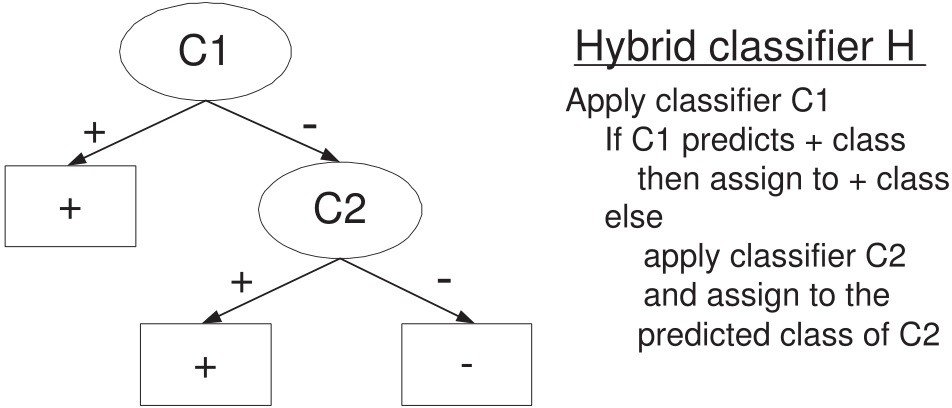 C1
+
-
+
C2
+
-
+
-
Hybrid classifier H
Apply classifier C1
If C1 predicts + class
then assign to + class
else
apply classifier C2
and assign to the
predicted class of C2